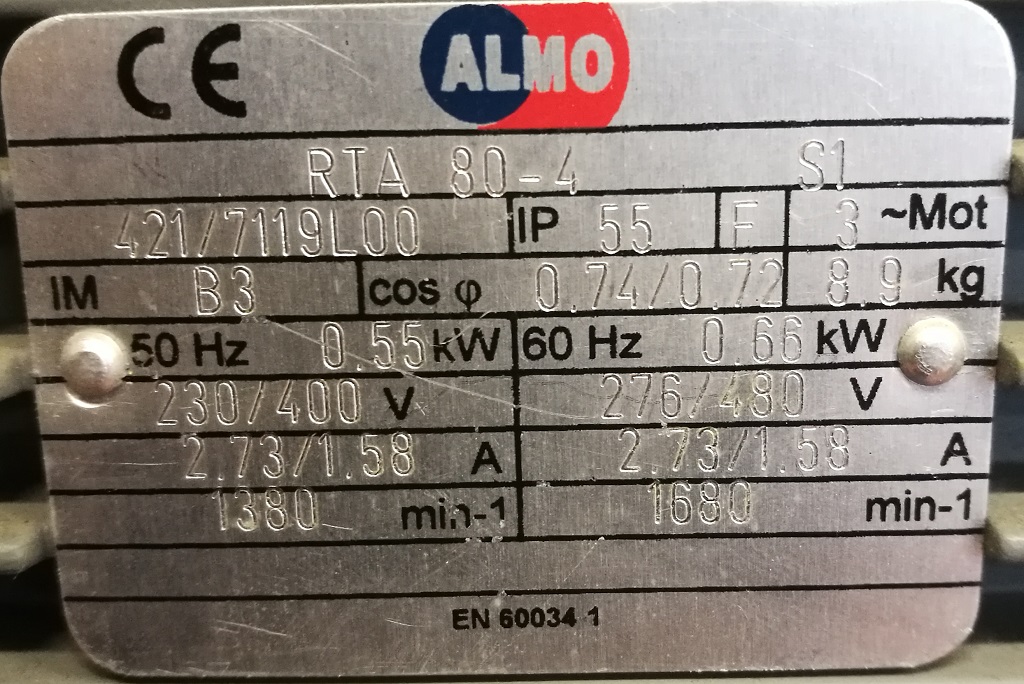 CE ALMO
RTA 80-4 S1
421/7119L00 IP 55 F 3 ~Mot
IM B3 cos φ 0.74/0.72 8.9 kg
50 Hz 0.55 kW 60 Hz 0.66 kW
230/400 V 276/480 V
2.73/1.58 A 2.73/1.58 A
1380 min-1 1680 min-1
EN 60034-1